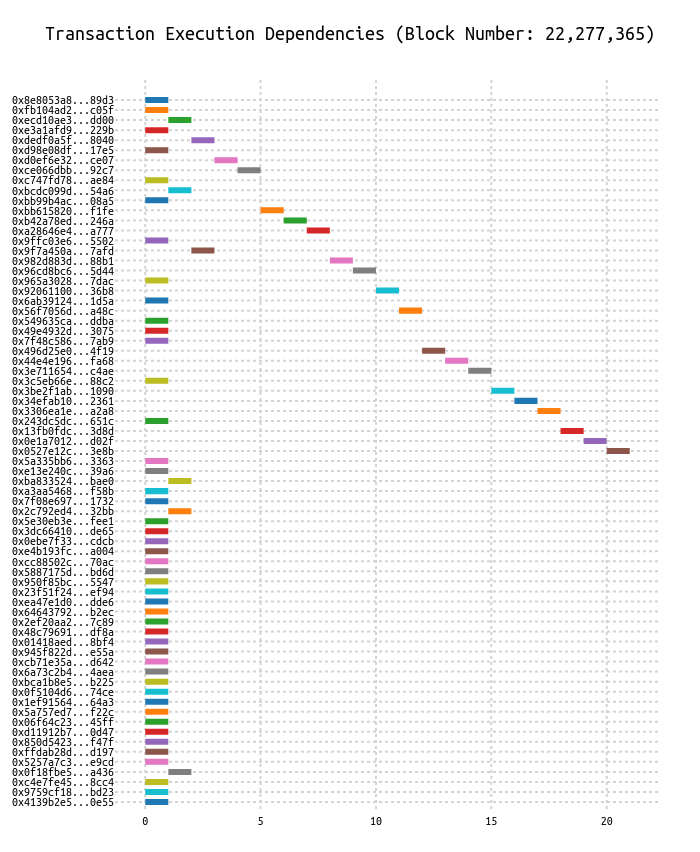 Transaction Execution Dependencies (Block Number: 22,277,365)
0x8e8053a8...89d3
0xfb104ad2...c05f
0xecd10ae3...dd00
0xe3a1afd9...229b
0xdedf0a5f...8040
0xd98e08df...17e5
0xd0ef6e32...ce07
0xce066dbb...92c7
0xc747fd78...ae84
0xbcdc099d...54a6
0xbb99b4ac...08a5
0xbb615820...f1fe
0xb42a78ed...246a
0xa28646e4...a777
0x9ffc03e6...5502
0x9f7a450a...7afd
0x982d883d...88b1
0x96cd8bc6...5d44
0x965a3028...7dac
0x92061100...36b8
0x6ab39124...1d5a
0x56f7056d...a48c
0x549635ca...ddba
0x49e4932d...3075
0x7f48c586...7ab9
0x496d25e0...4f19
0x44e4e196...fa68
0x3e711654...c4ae
0x3c5eb66e...88c2
0x3be2f1ab...1090
0x34efab10...2361
0x3306ea1e...a2a8
0x243dc5dc...651c
0x13fb0fdc...3d8d
0x0e1a7012...d02f
0x0527e12c...3e8b
0x5a335bb6...3363
0xe13e240c...39a6
0xba833524...bae0
0xa3aa5468...f58b
0x7f08e697...1732
0x2c792ed4...32bb
0x5e30eb3e...fee1
0x3dc66410...de65
0x0ebe7f33...cdcb
0xe4b193fc...a004
0xcc88502c...70ac
0x5887175d...bd6d
0x950f85bc...5547
0x23f51f24...ef94
0xea47e1d0...dde6
0x64643792...b2ec
0x2ef20aa2...7c89
0x48c79691...df8a
0x01418aed...8bf4
0x945f822d...e55a
0xcb71e35a...d642
0x6a73c2b4...4aea
0xbca1b8e5...b225
0x0f5104d6...74ce
0x1ef91564...64a3
0x5a757ed7...f22c
0x06f64c23...45ff
0xd11912b7...0d47
0x850d5423...f47f
0xffdab28d...d197
0x5257a7c3...e9cd
0x0f18fbe5...a436
0xc4e7fe45...8cc4
0x9759cf18...bd23
0x4139b2e5...0e55
0 5 10 15 20